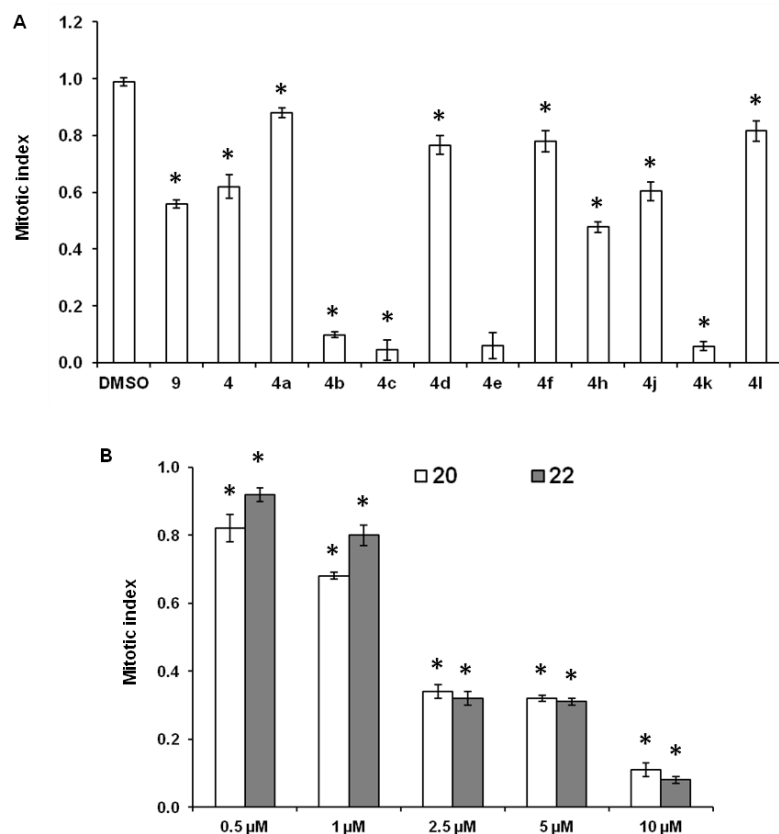 A
1.2
1.0
0.8
0.6
0.4
0.2
0.0
Mitotic index
* * * * * * * * * * *
DMSO 9 4 4a 4b 4c 4d 4e 4f 4h 4j 4k 4l
B
20 22
1.0
0.8
0.6
0.4
0.2
0.0
Mitotic index
* * * * * * * * * *
0.5 µM 1 µM 2.5 µM 5 µM 10 µM